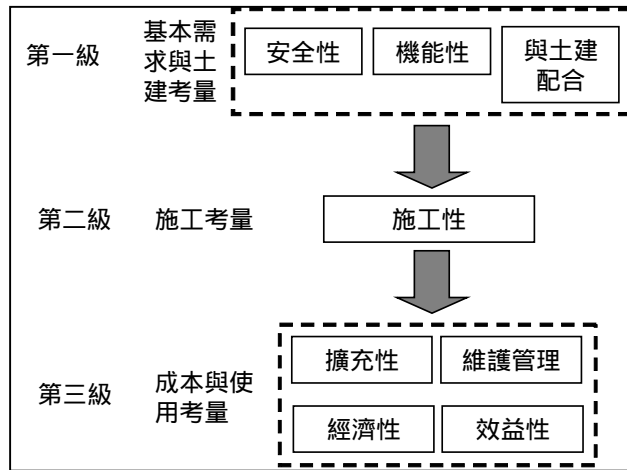 第一級
基本需
求與土
建考量
安全性
機能性
與土建
配合
第二級
施工考量
施工性
第三級
成本與使
用考量
擴充性
維護管理
經濟性
效益性